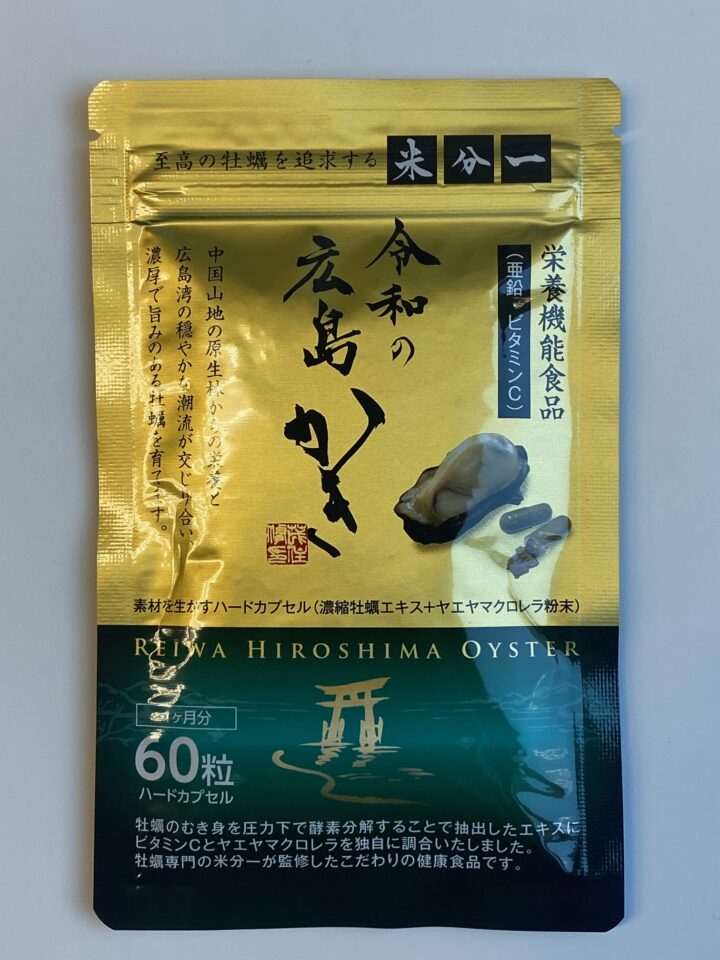 至高の牡蠣を追求する
米分一
栄養機能食品
(亜鉛・ビタミンC)
令和の
広島
かき
中国山地の原生林からの栄養と
広島湾の穏やかな潮流が交じり合い、
濃厚で旨みのある牡蠣を育てます。
素材を生かすハードカプセル(濃縮牡蠣エキス+ヤエヤマクロレラ粉末)
REIWA HIROSHIMA OYSTER
ヶ月分
60粒
ハードカプセル
牡蠣のむき身を圧力下で酵素分解することで抽出したエキスに
ビタミンCとヤエヤマクロレラを独自に調合いたしました。
牡蠣専門の米分一が監修したこだわりの健康食品です。